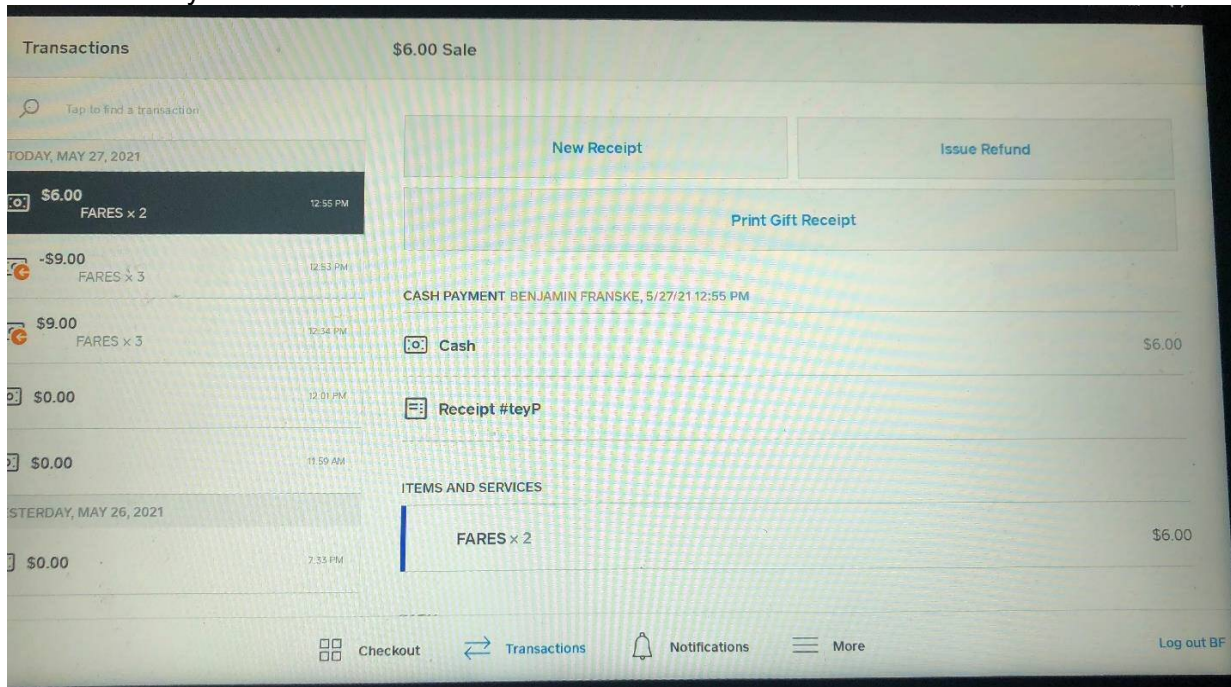 Transactions
$6.00 Sale
Tap to find a transaction
TODAY, MAY 27, 2021
$6.00
FARES × 2
12:55 PM
-$9.00
FARES × 3
12:53 PM
$9.00
FARES × 3
12:34 PM
$0.00
12:01 PM
$0.00
11:59 AM
STERDAY, MAY 26, 2021
$0.00
7:33 PM
New Receipt
Issue Refund
Print Gift Receipt
CASH PAYMENT BENJAMIN FRANSKE, 5/27/21 12:55 PM
Cash
$6.00
Receipt #teyP
ITEMS AND SERVICES
FARES × 2
$6.00
Checkout
Transactions
Notifications
More
Log out BF